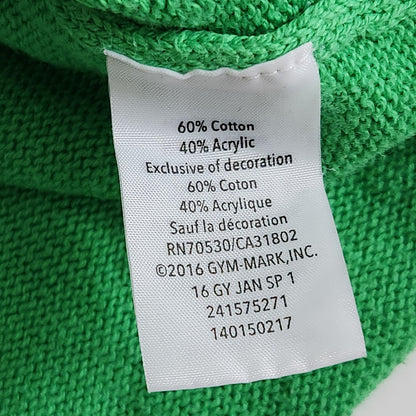 60% Cotton
40% Acrylic
Exclusive of decoration
60% Coton
40% Acrylique
Sauf la décoration
RN70530/CA31802
©2016 GYM-MARK,INC.
16 GY JAN SP 1
241575271
140150217